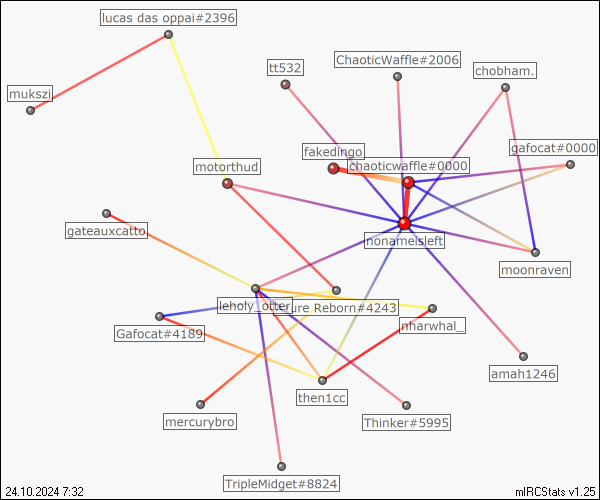 lucas das oppai#2396
ChaoticWaffle#2006
tt532
chobham.
mukszi
gafocat#0000
fakedingo
chaoticwaffle#0000
motorthud
gateauxcatto
nonameisleft
moonraven
leholy_otter
ure Reborn#4243
nharwhal_
Gafocat#4189
amah1246
then1cc
mercurybro
Thinker#5995
TripleMidget#8824
24.10.2024 7:32
mIRCStats v1.25